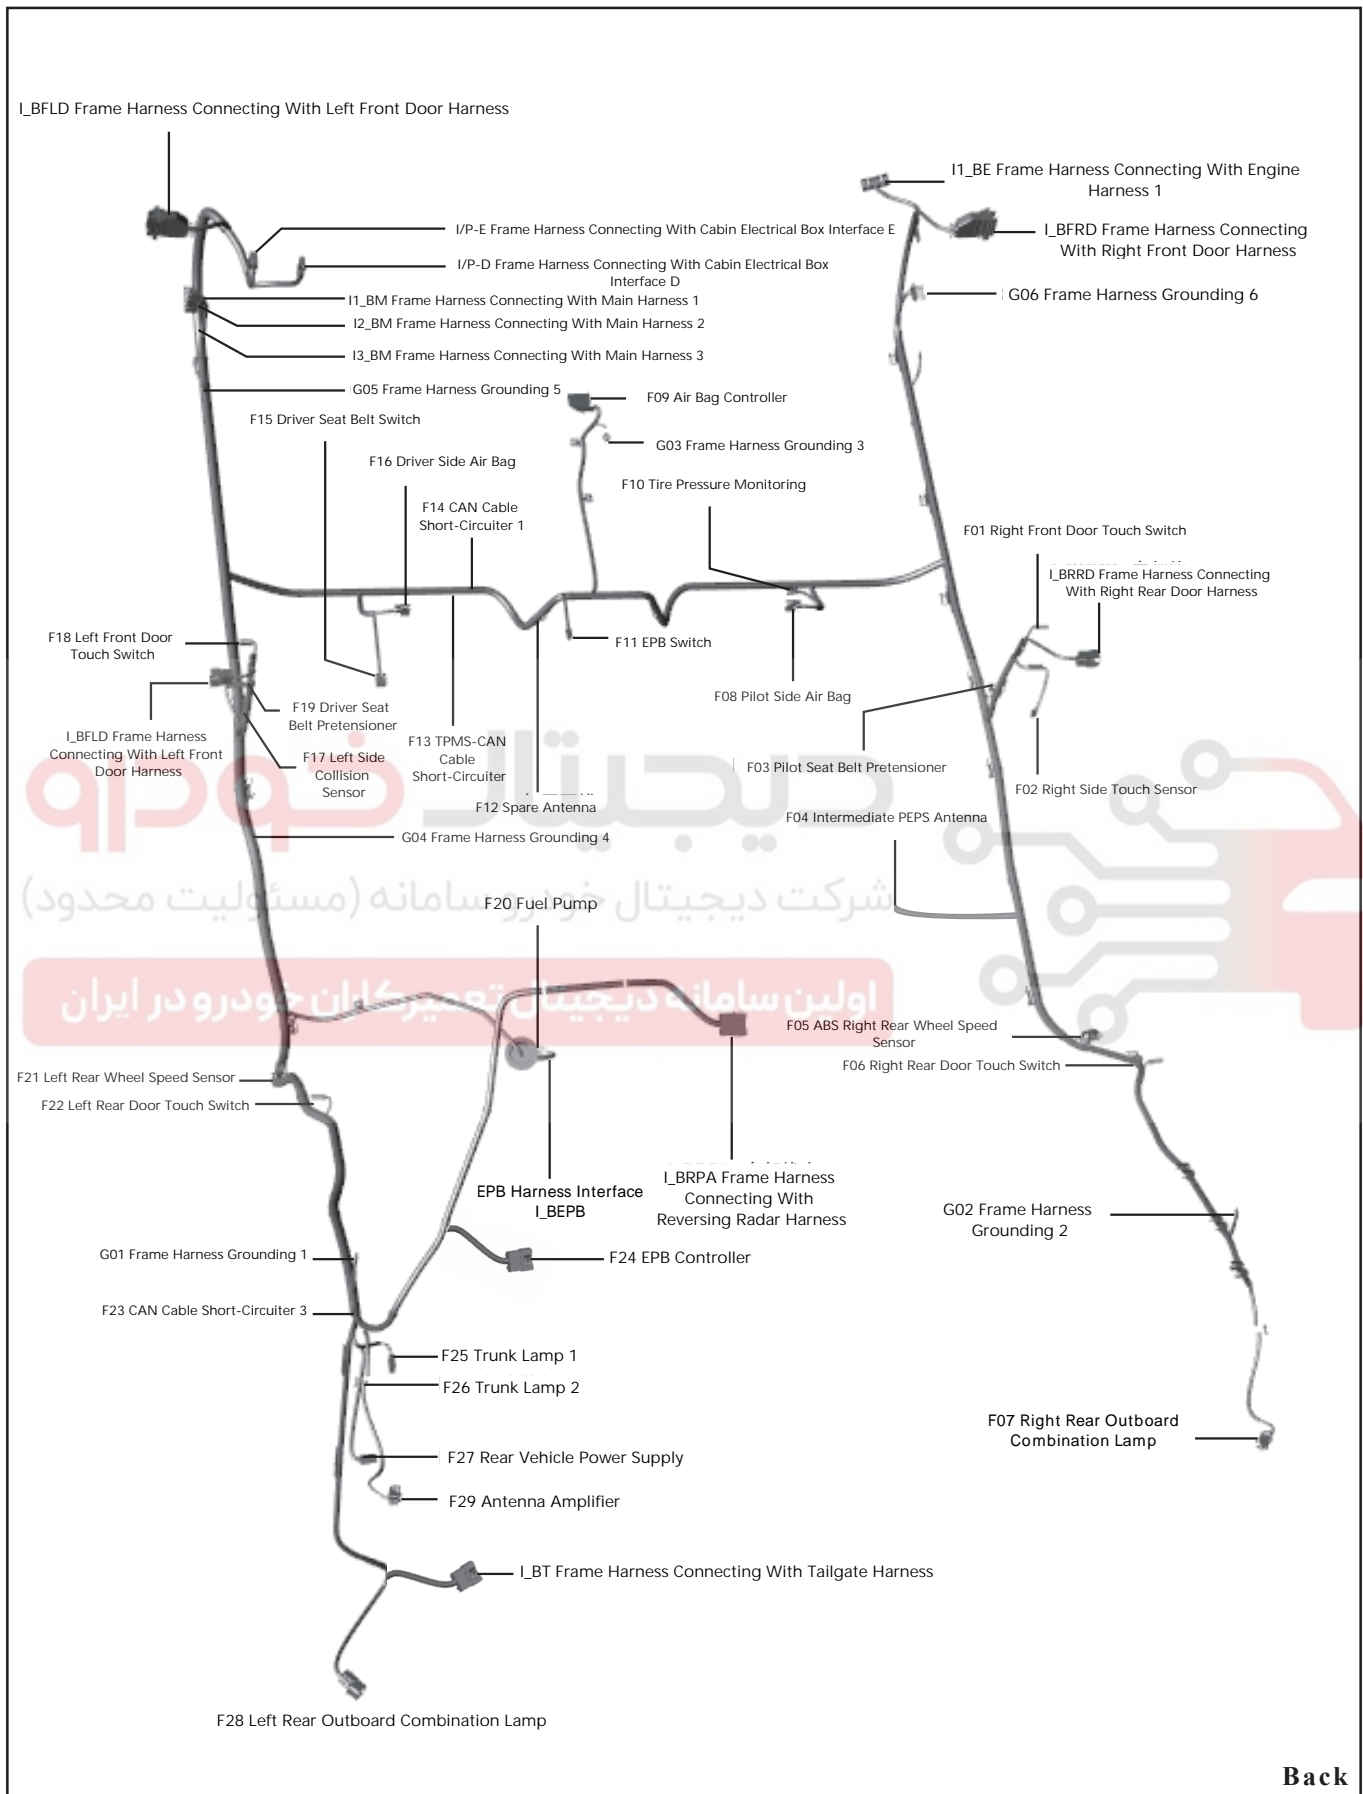 I_BFLD Frame Harness Connecting With Left Front Door Harness
I1_BE Frame Harness Connecting With Engine
Harness 1
I_BFRD Frame Harness Connecting
With Right Front Door Harness
I/P-E Frame Harness Connecting With Cabin Electrical Box Interface E
I/P-D Frame Harness Connecting With Cabin Electrical Box
Interface D
G06 Frame Harness Grounding 6
I1_BM Frame Harness Connecting With Main Harness 1
I2_BM Frame Harness Connecting With Main Harness 2
I3_BM Frame Harness Connecting With Main Harness 3
G05 Frame Harness Grounding 5
F09 Air Bag Controller
F15 Driver Seat Belt Switch
G03 Frame Harness Grounding 3
F16 Driver Side Air Bag
F10 Tire Pressure Monitoring
F14 CAN Cable
Short-Circuiter 1
F01 Right Front Door Touch Switch
I_BRRD Frame Harness Connecting
With Right Rear Door Harness
F18 Left Front Door
Touch Switch
F11 EPB Switch
F08 Pilot Side Air Bag
F19 Driver Seat
Belt Pretensioner
I_BFLD Frame Harness
Connecting With Left Front
Door Harness
F17 Left Side
Collision
Sensor
F13 TPMS-CAN
Cable
Short-Circuiter
F03 Pilot Seat Belt Pretensioner
F02 Right Side Touch Sensor
F12 Spare Antenna
F04 Intermediate PEPS Antenna
G04 Frame Harness Grounding 4
دیجیتال خودرو
شرکت دیجیتال خودرو سامانه (مسئولیت محدود)
F20 Fuel Pump
اولین سامانه دیجیتال تعمیرکاران خودرو در ایران
F05 ABS Right Rear Wheel Speed
Sensor
F06 Right Rear Door Touch Switch
F21 Left Rear Wheel Speed Sensor
F22 Left Rear Door Touch Switch
EPB Harness Interface
I_BEPB
I_BRPA Frame Harness
Connecting With
Reversing Radar Harness
G02 Frame Harness
Grounding 2
G01 Frame Harness Grounding 1
F24 EPB Controller
F23 CAN Cable Short-Circuiter 3
F25 Trunk Lamp 1
F26 Trunk Lamp 2
F07 Right Rear Outboard
Combination Lamp
F27 Rear Vehicle Power Supply
F29 Antenna Amplifier
I_BT Frame Harness Connecting With Tailgate Harness
F28 Left Rear Outboard Combination Lamp
Back